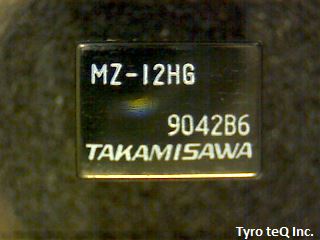 MZ-12HG
9042B6
TAKAMISAWA
Tyro teQ Inc.